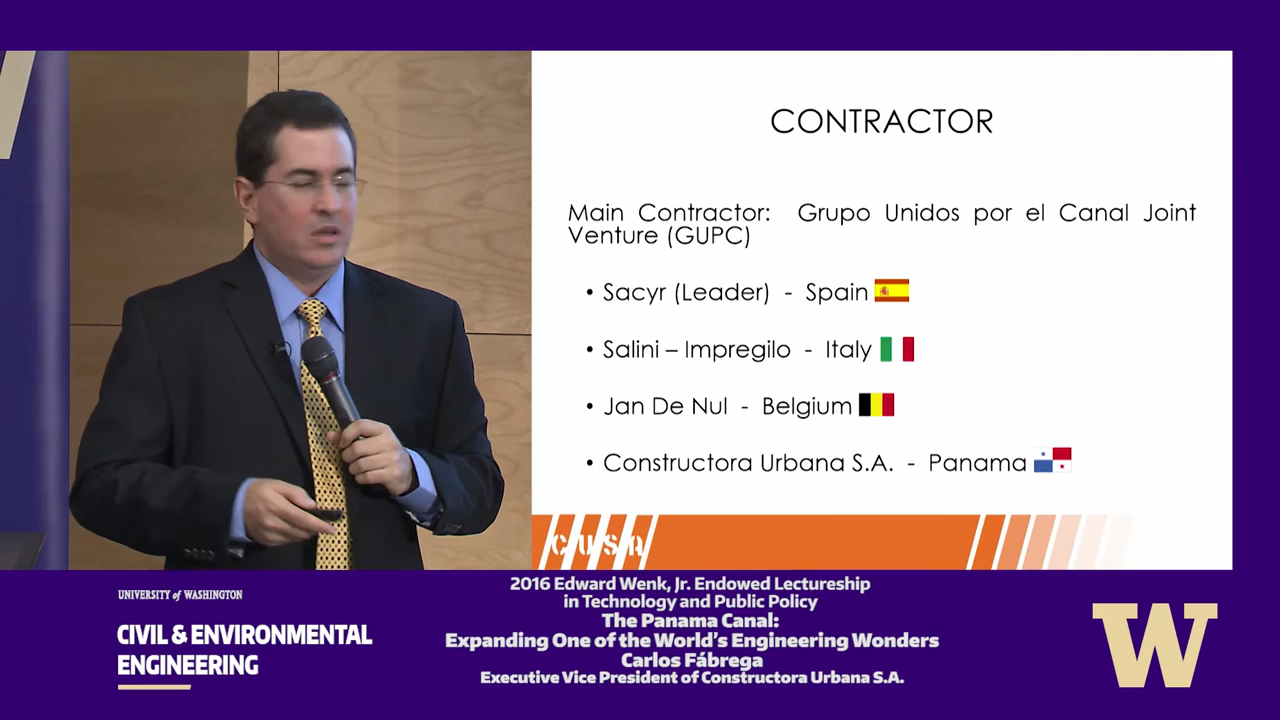 CONTRACTOR
Main Contractor: Grupo Unidos por el Canal Joint
Venture (GUPC)
• Sacyr (Leader) - Spain
• Salini – Impregilo - Italy
• Jan De Nul - Belgium
• Constructora Urbana S.A. - Panama
CUSA
UNIVERSITY of WASHINGTON
CIVIL & ENVIRONMENTAL
ENGINEERING
2016 Edward Wenk, Jr. Endowed Lectureship
in Technology and Public Policy
The Panama Canal:
Expanding One of the World's Engineering Wonders
Carlos Fábrega
Executive Vice President of Constructora Urbana S.A.
W